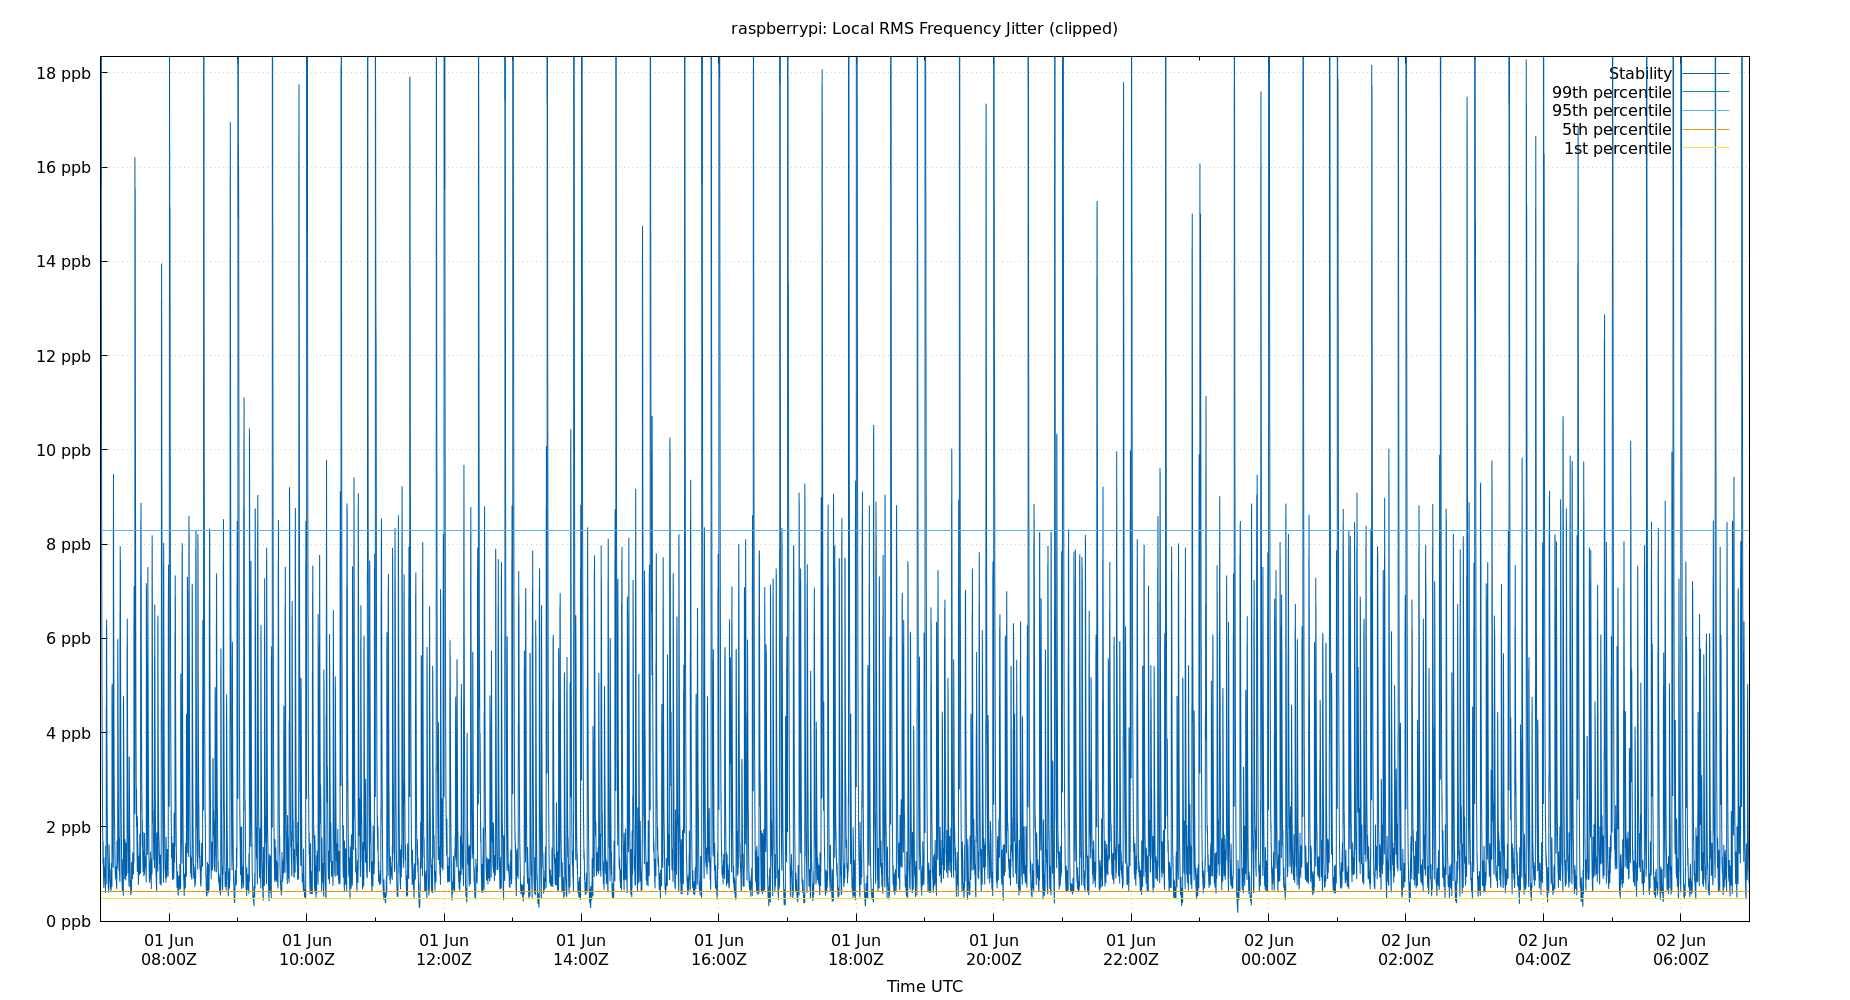 raspberrypi: Local RMS Frequency Jitter (clipped)
18 ppb
16 ppb
14 ppb
12 ppb
10 ppb
8 ppb
6 ppb
4 ppb
2 ppb
0 ppb
Stability
99th percentile
95th percentile
5th percentile
1st percentile
01 Jun 01 Jun 01 Jun 01 Jun 01 Jun 01 Jun 01 Jun 01 Jun 02 Jun 02 Jun 02 Jun 02 Jun
08:00Z 10:00Z 12:00Z 14:00Z 16:00Z 18:00Z 20:00Z 22:00Z 00:00Z 02:00Z 04:00Z 06:00Z
Time UTC